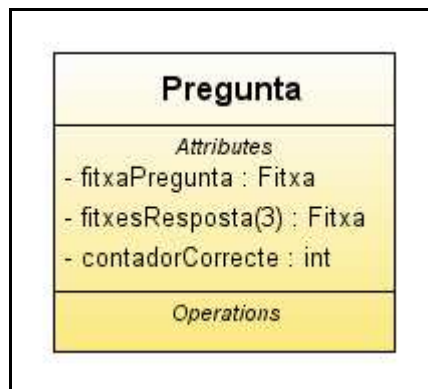 Pregunta
Attributes
- fitxaPregunta : Fitxa
- fitxesResposta(3) : Fitxa
- contadorCorrecte : int
Operations